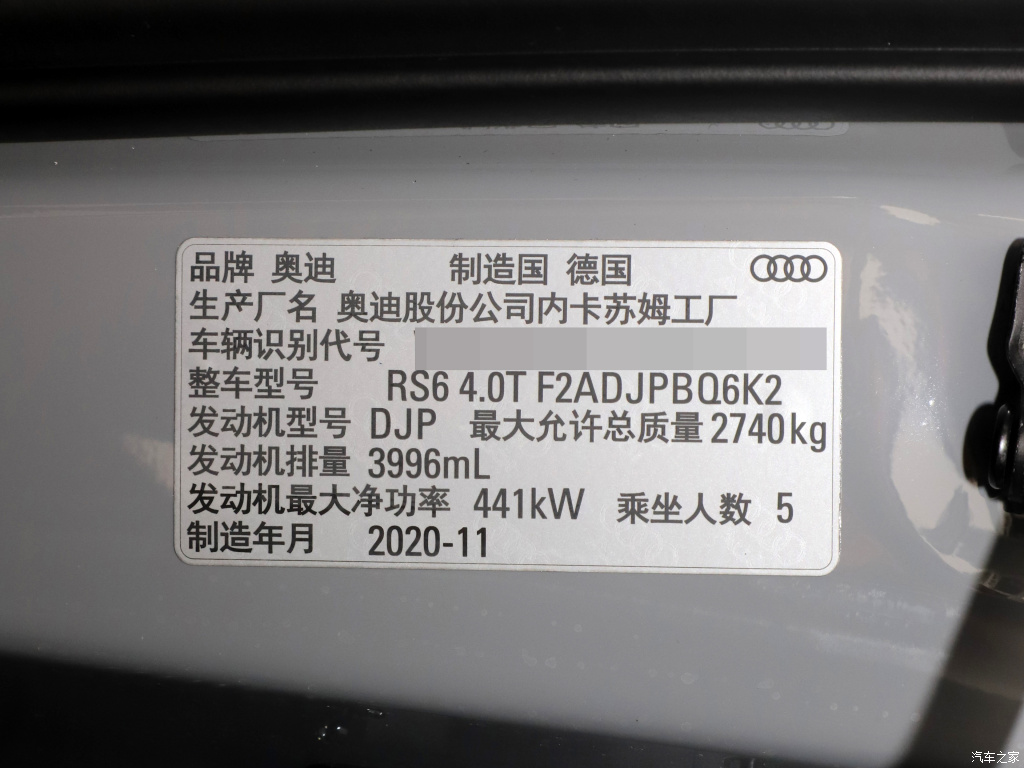 品牌 奥迪 制造国 德国
生产厂名 奥迪股份公司内卡苏姆工厂
车辆识别代号
整车型号 RS6 4.0T F2ADJPBQ6K2
发动机型号 DJP 最大允许总质量 2740kg
发动机排量 3996mL
发动机最大净功率 441kW 乘坐人数 5
制造年月 2020-11
汽车之家